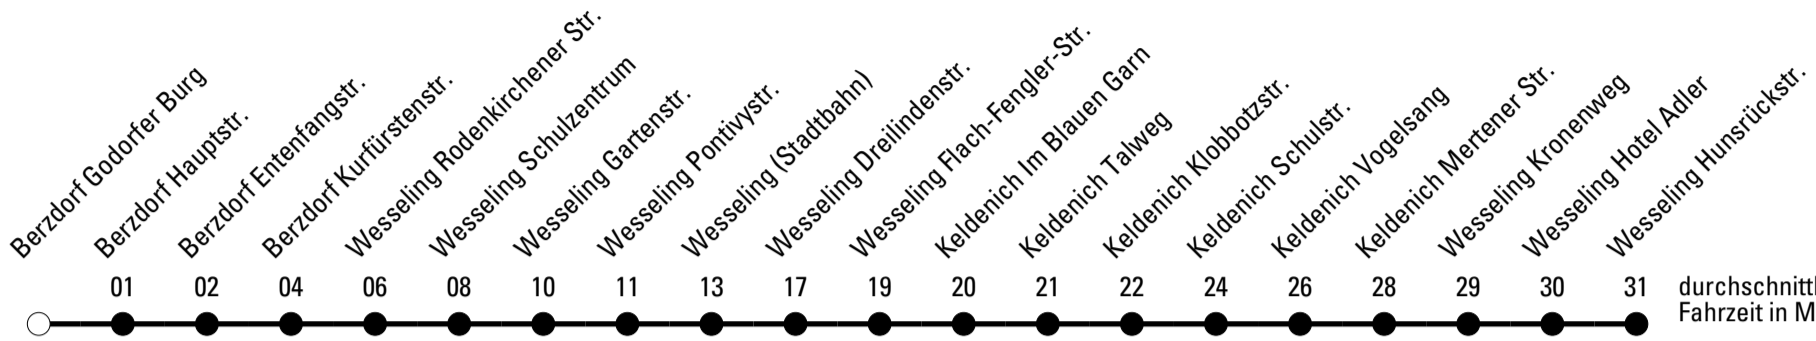 Berzdorf Godorfer Burg
Berzdorf Hauptstr.
Berzdorf Entenfangstr.
Berzdorf Kurfürstenstr.
Wesseling Rodenkirchener Str.
Wesseling Schulzentrum
Wesseling Gartenstr.
Wesseling Pontivystr.
Wesseling (Stadtbahn)
Wesseling Dreilindenstr.
Wesseling Flach-Fengler-Str.
Keldenich Im Blauen Garn
Keldenich Talweg
Keldenich Klobbotzstr.
Keldenich Schulstr.
Keldenich Vogelsang
Keldenich Mertener Str.
Wesseling Kronenweg
Wesseling Hotel Adler
Wesseling Hunsrückstr.
01 02 04 06 08 10 11 13 17 19 20 21 22 24 26 28 29 30 31
durchschnittl
Fahrzeit in M